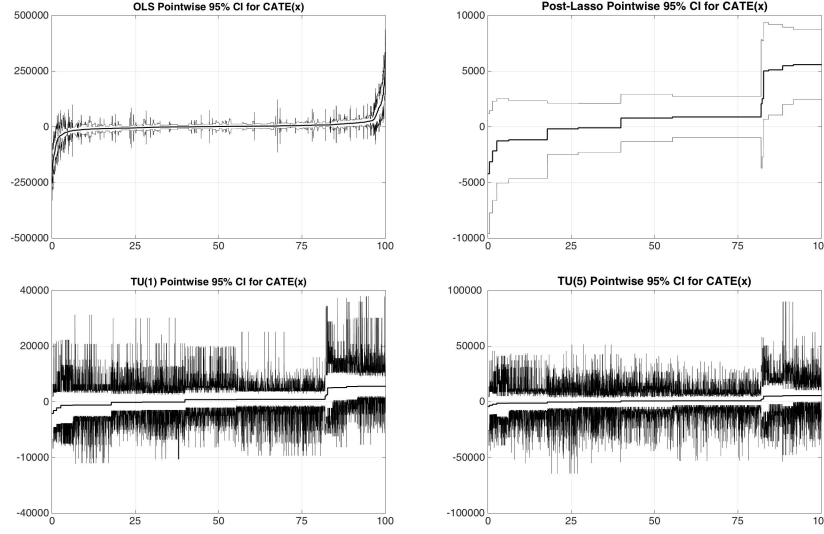 OLS Pointwise 95% CI for CATE(x)
500000
250000
0
-250000
-500000
0 25 50 75 100
Post-Lasso Pointwise 95% CI for CATE(x)
10000
5000
0
-5000
-10000
0 25 50 75 100
TU(1) Pointwise 95% CI for CATE(x)
40000
20000
0
-10000
-40000
0 25 50 75 100
TU(5) Pointwise 95% CI for CATE(x)
100000
50000
0
-50000
-100000
0 25 50 75 100